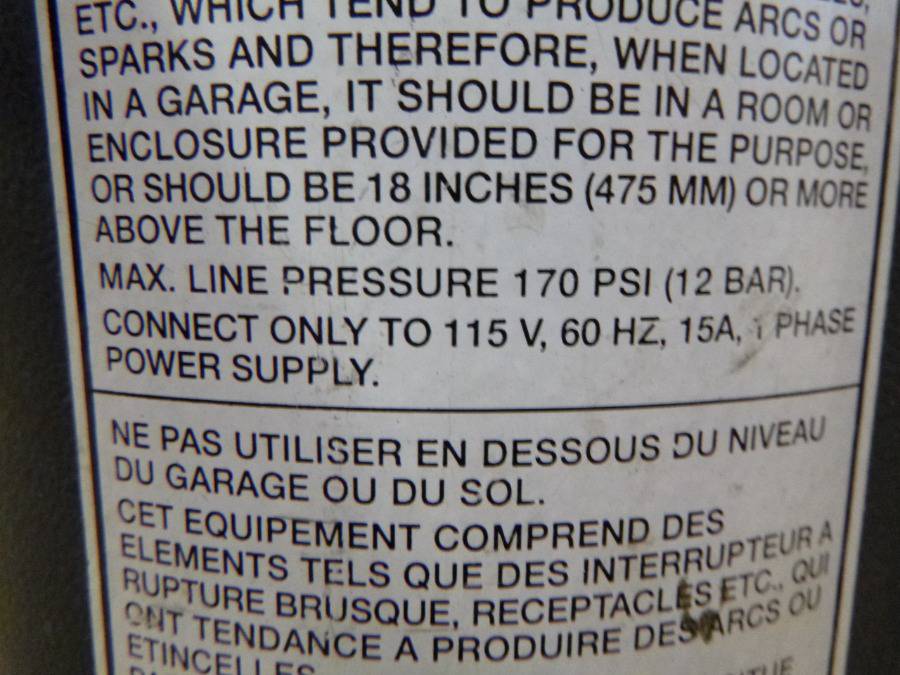 ETC., WHICH TEND TO PRODUCE ARCS OR
SPARKS AND THEREFORE, WHEN LOCATED
IN A GARAGE, IT SHOULD BE IN A ROOM OR
ENCLOSURE PROVIDED FOR THE PURPOSE,
OR SHOULD BE 18 INCHES (475 MM) OR MORE
ABOVE THE FLOOR.
MAX. LINE PRESSURE 170 PSI (12 BAR).
CONNECT ONLY TO 115 V, 60 HZ, 15A, 1 PHASE
POWER SUPPLY.
NE PAS UTILISER EN DESSOUS DU NIVEAU
DU GARAGE OU DU SOL.
CET EQUIPEMENT COMPREND DES
ELEMENTS TELS QUE DES INTERRUPTEUR A
RUPTURE BRUSQUE, RECEPTACLES ETC., QUI
ONT TENDANCE A PRODUIRE DES ARCS OU
ETINCELLES